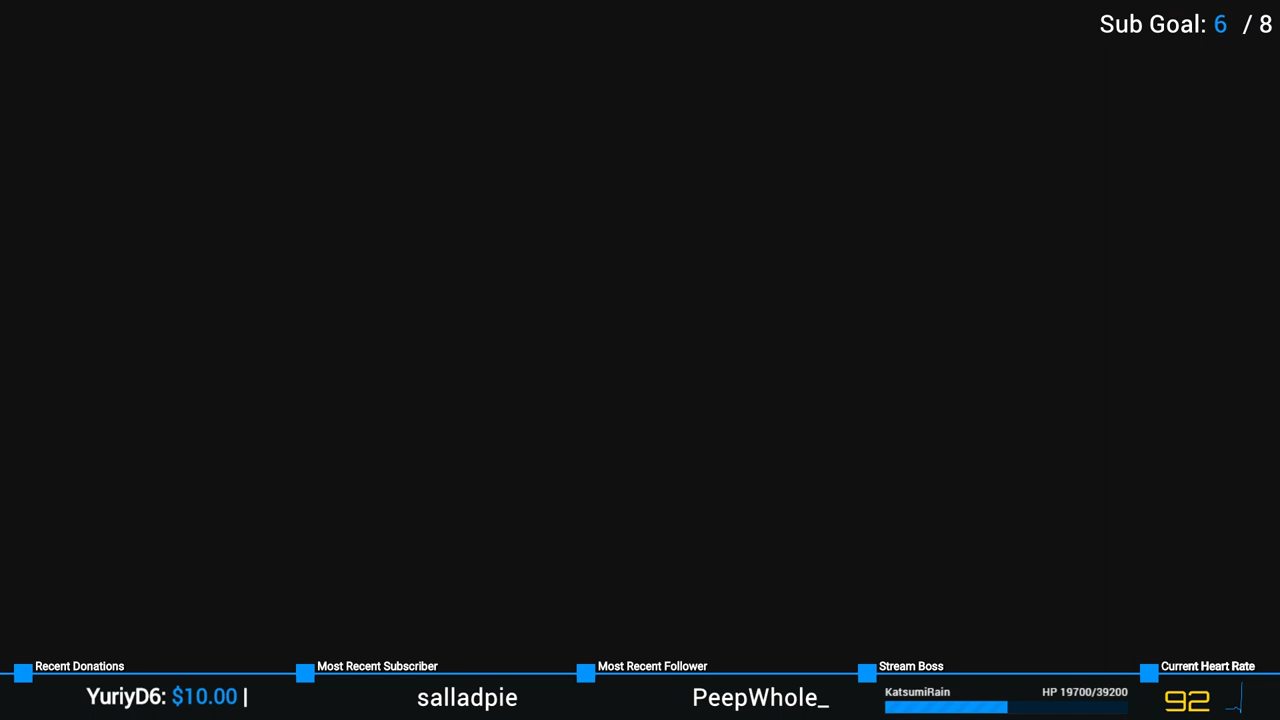 Sub Goal: 6 / 8
Recent Donations
YuriyD6: $10.00 |
Most Recent Subscriber
salladpie
Most Recent Follower
PeepWhole_
Stream Boss
KatsumiRain HP 19700/39200
Current Heart Rate
92